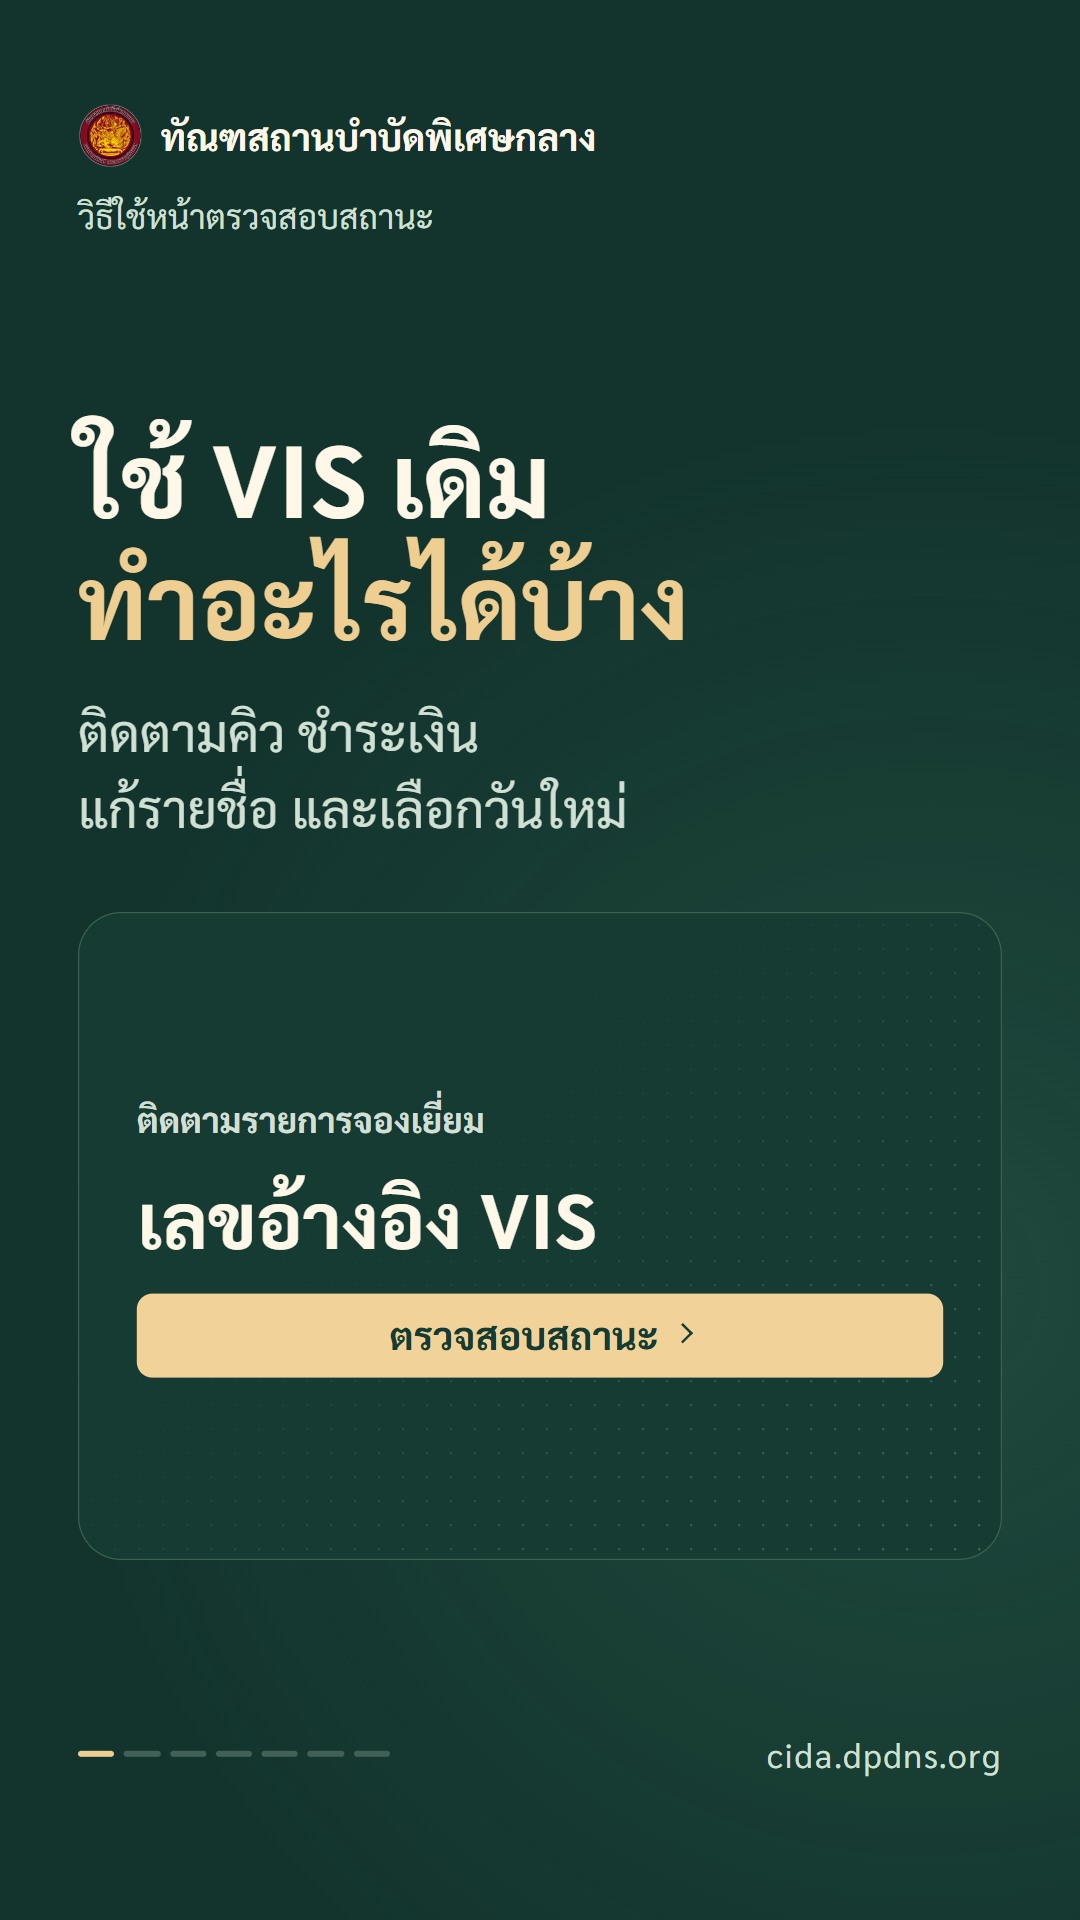 ทัณฑสถานบำบัดพิเศษกลาง
วิธีใช้หน้าตรวจสอบสถานะ
ใช้ VIS เดิม
ทำอะไรได้บ้าง
ติดตามคิว ชำระเงิน
แก้รายชื่อ และเลือกวันใหม่
ติดตามรายการจองเยี่ยม
เลขอ้างอิง VIS
ตรวจสอบสถานะ
cida.dpdns.org